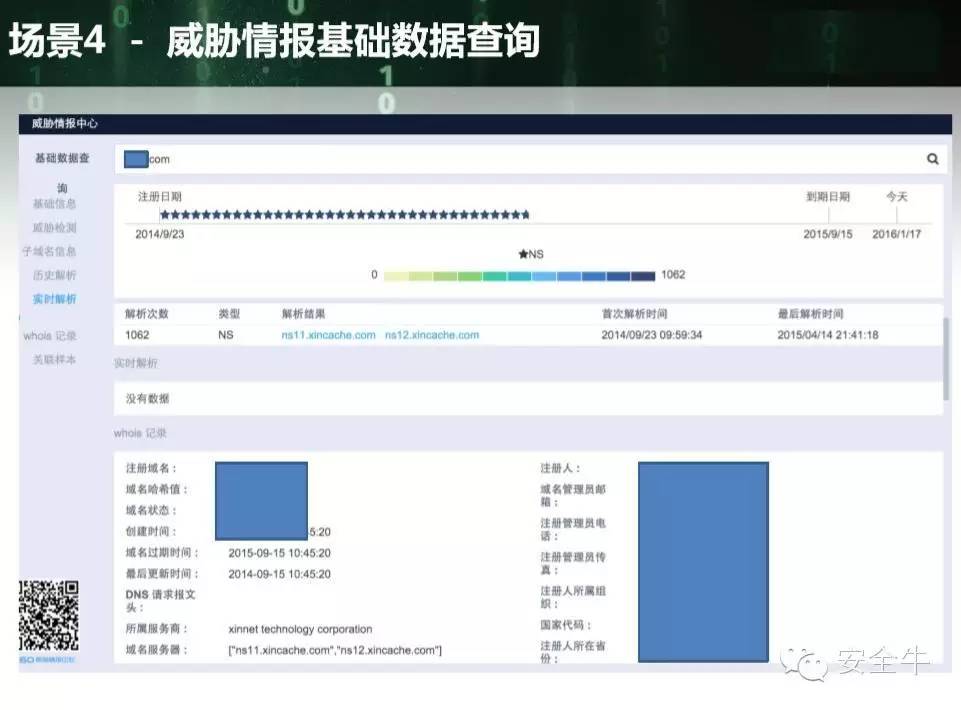 场景4 - 威胁情报基础数据查询
威胁情报中心
基础数据查
询
基础信息
威胁检测
子域名信息
历史解析
实时解析
whois 记录
关联样本
com
注册日期
到期日期 今天
2014/9/23
2015/9/15 2016/1/17
★NS
0 1062
解析次数 类型 解析结果 首次解析时间 最后解析时间
1062 NS ns11.xincache.com ns12.xincache.com 2014/09/23 09:59:34 2015/04/14 21:41:18
实时解析
没有数据
whois 记录
注册域名：
域名哈希值：
域名状态：
创建时间： 5:20
域名过期时间： 2015-09-15 10:45:20
最后更新时间： 2014-09-15 10:45:20
DNS 请求报文
头：
所属服务商： xinnet technology corporation
域名服务器： ["ns11.xincache.com","ns12.xincache.com"]
注册人：
域名管理员邮
箱：
注册管理员电
话：
注册管理员传
真：
注册人所属组
织：
国家代码：
注册人所在省
份：
安全牛